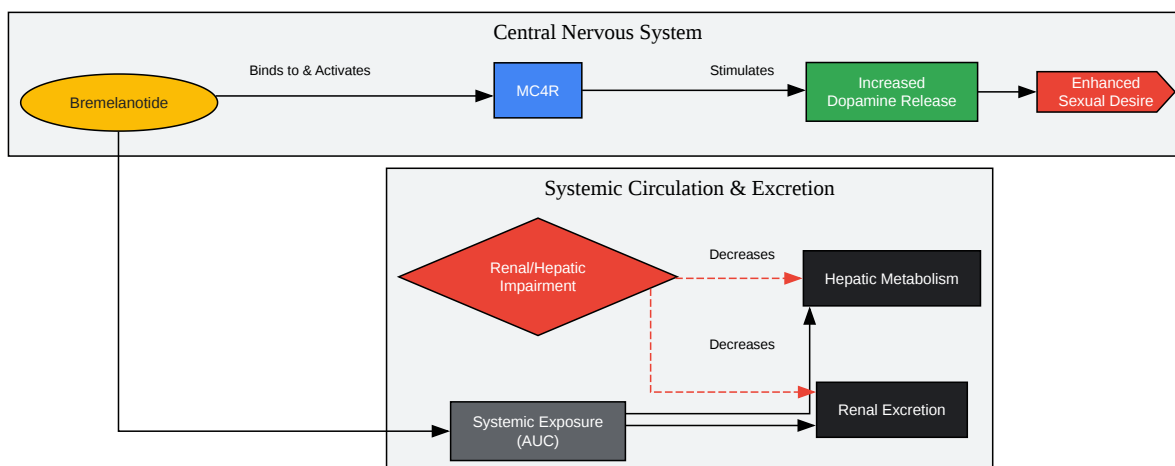 Central Nervous System
Bremelanotide
Binds to & Activates
MC4R
Stimulates
Increased
Dopamine Release
Enhanced
Sexual Desire
Systemic Circulation & Excretion
Renal/Hepatic
Impairment
Decreases
Hepatic Metabolism
Decreases
Systemic Exposure
(AUC)
Renal Excretion